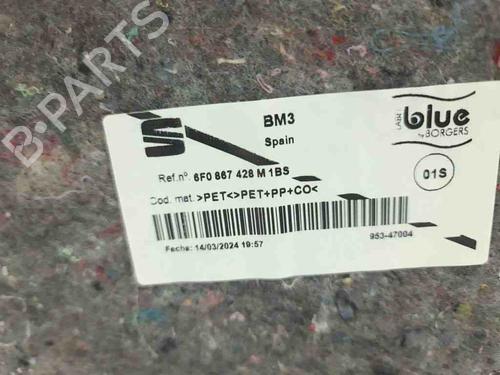 B-PARTS
BM3
Spain
LABEL blue
by BORGERS
Ref.nº. 6F0 867 428 M 1BS
01S
Cod. mat. >PET<>PET+PP+CO<
953-47004
Fecha: 14/03/2024 19:57